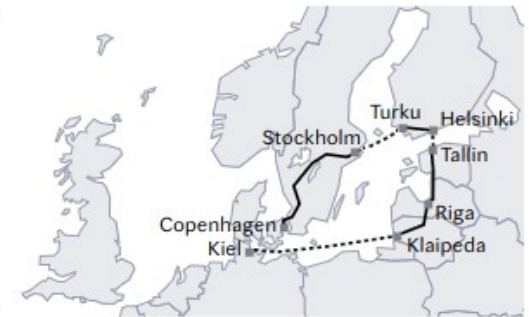 Turku
Helsinki
Stockholm
Tallin
Riga
Copenhagen
Klaipeda
Kiel